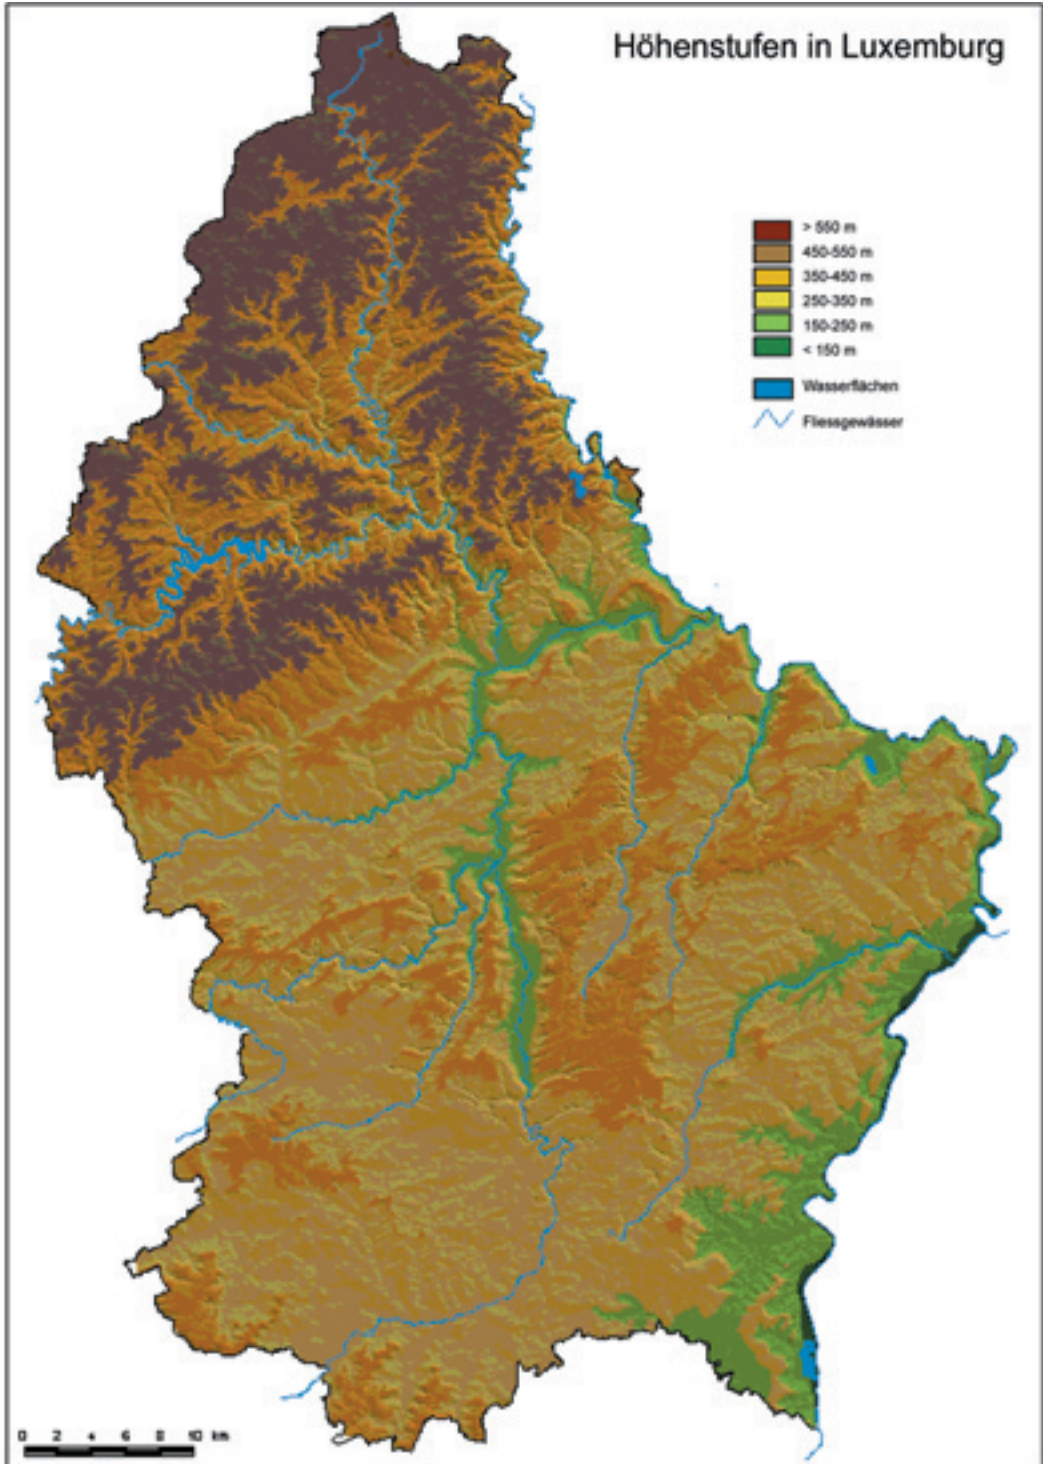 Höhenstufen in Luxemburg
> 550 m
450-550 m
350-450 m
250-350 m
150-250 m
< 150 m
Wasserflächen
Fliessgewässer
0 2 4 6 8 10 km